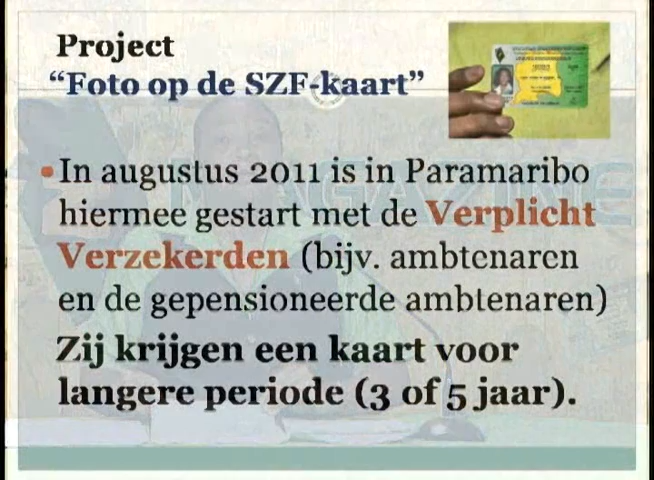 Project
“Foto op de SZF-kaart”
MAGAZINE
• In augustus 2011 is in Paramaribo
hiermee gestart met de Verplicht
Verzekerden (bijv. ambtenaren
en de gepensioneerde ambtenaren)
Zij krijgen een kaart voor
langere periode (3 of 5 jaar).